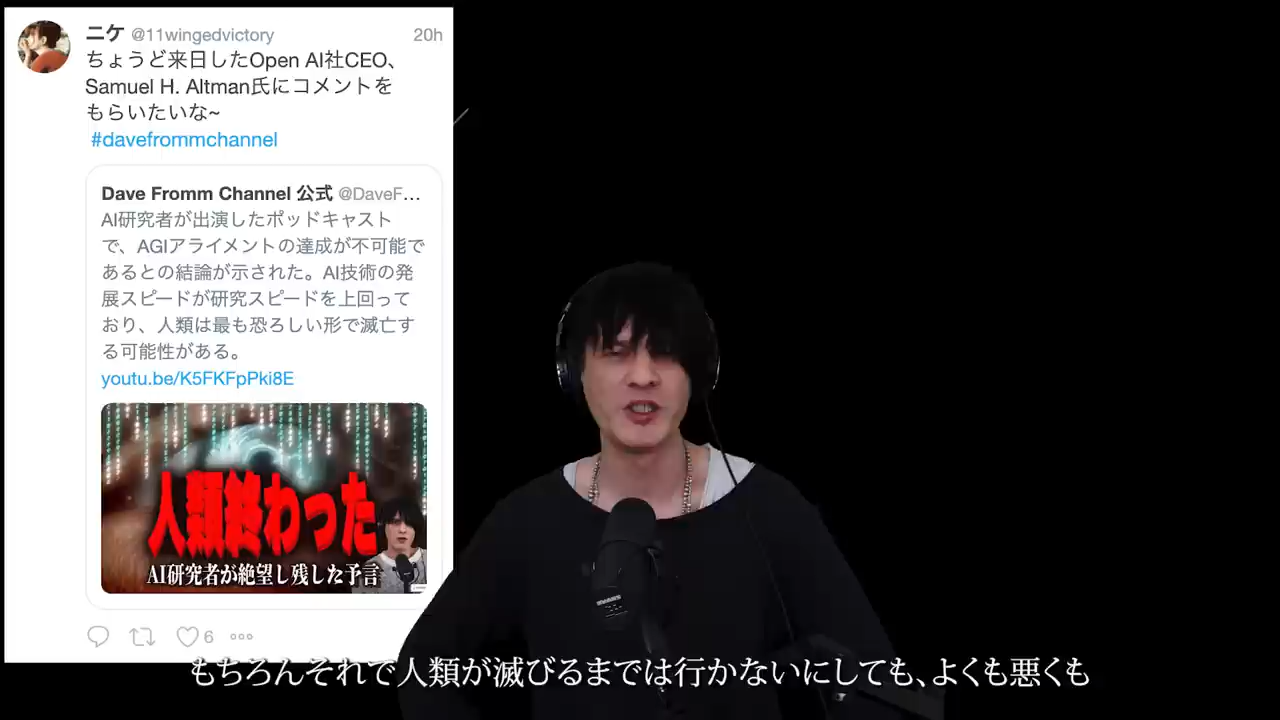 ニケ @11wingedvictory 20h
ちょうど来日したOpen AI社CEO、
Samuel H. Altman氏にコメントを
もらいたいな~
#davefrommchannel
Dave Fromm Channel 公式 @DaveF…
AI研究者が出演したポッドキャスト
で、AGIアライメントの達成が不可能で
あるとの結論が示された。AI技術の発
展スピードが研究スピードを上回って
おり、人類は最も恐ろしい形で滅亡す
る可能性がある。
youtu.be/K5FKFpPki8E
人類終わった
AI研究者が絶望し残した予言
6
もちろんそれで人類が滅びるまでは行かないにしても、よくも悪くも